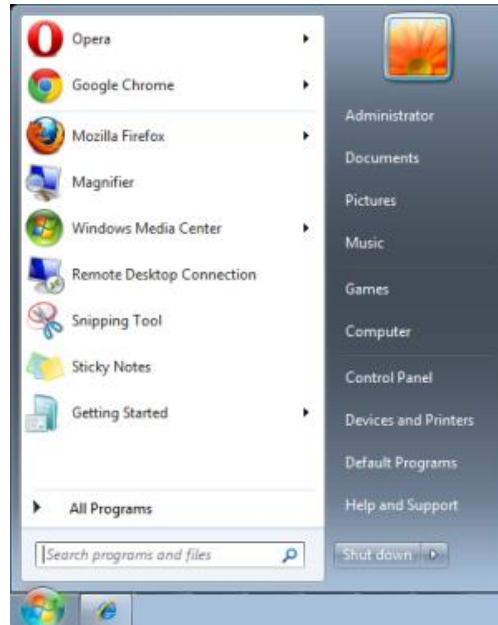 Opera
Google Chrome
Mozilla Firefox
Magnifier
Windows Media Center
Remote Desktop Connection
Snipping Tool
Sticky Notes
Getting Started
All Programs
Search programs and files
Administrator
Documents
Pictures
Music
Games
Computer
Control Panel
Devices and Printers
Default Programs
Help and Support
Shut down